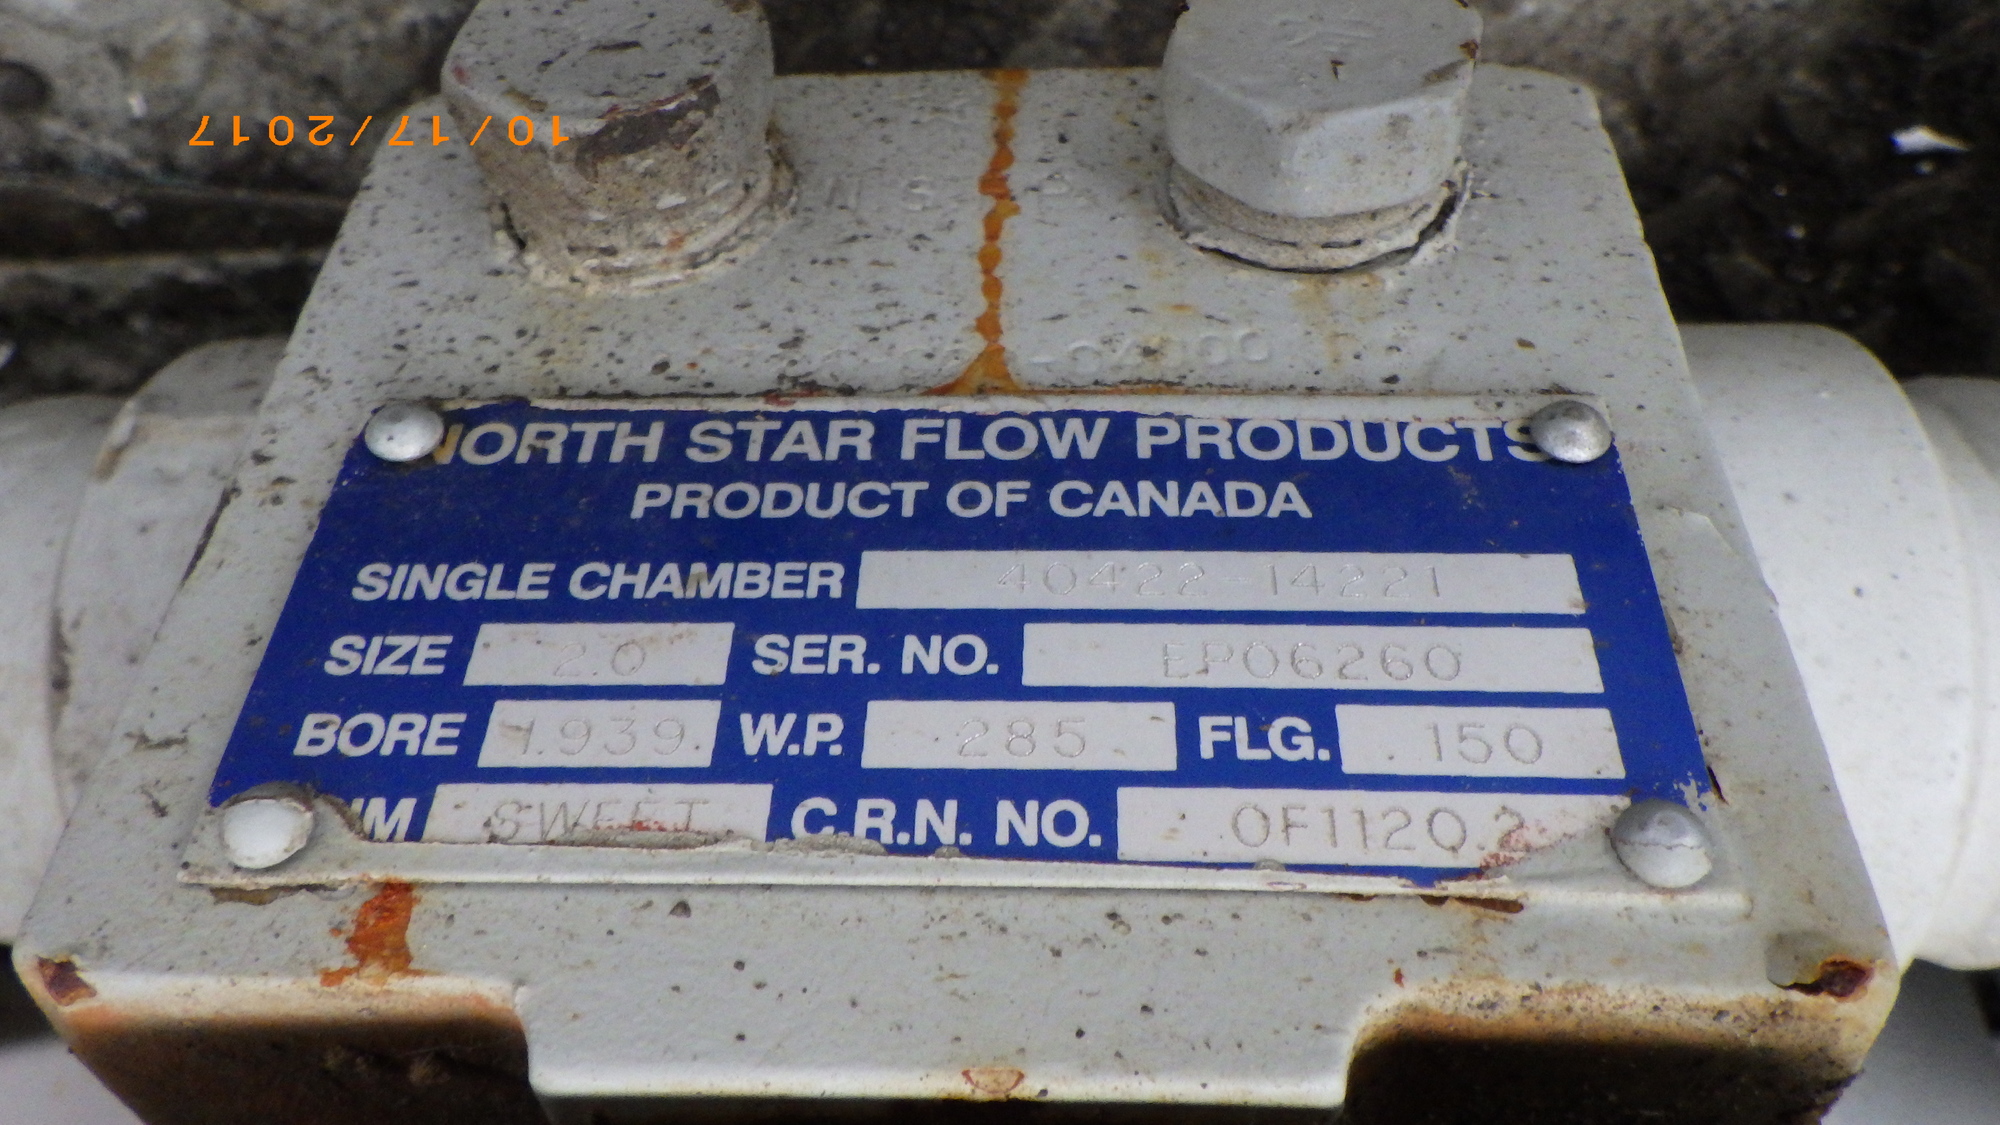 10/17/2017
NORTH STAR FLOW PRODUCTS
PRODUCT OF CANADA
SINGLE CHAMBER 40422-14221
SIZE 2.0 SER. NO. EP06260
BORE 1.939 W.P. 285 FLG. 150
SWEET C.R.N. NO. 0F1120.2